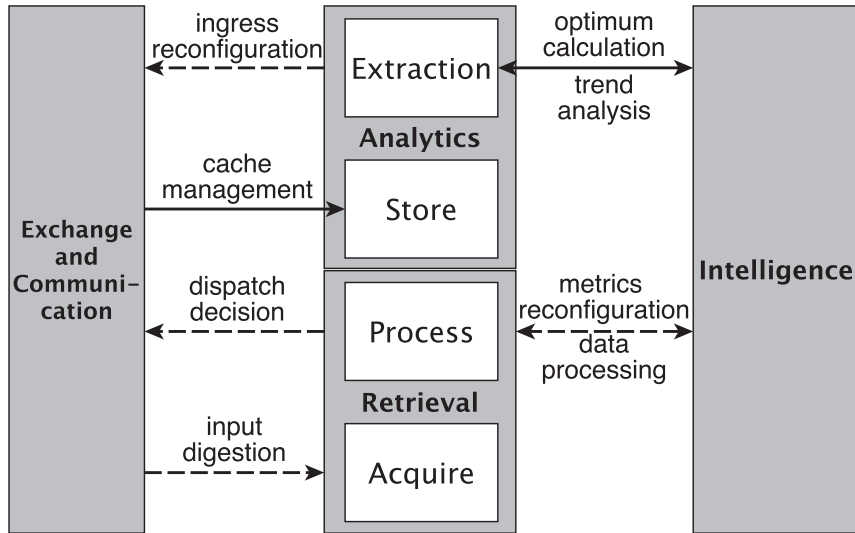 ingress
reconfiguration
Extraction
optimum
calculation
trend
analysis
Analytics
cache
management
Store
Exchange
and
Communi-
cation
Intelligence
dispatch
decision
Process
metrics
reconfiguration
data
processing
Retrieval
input
digestion
Acquire